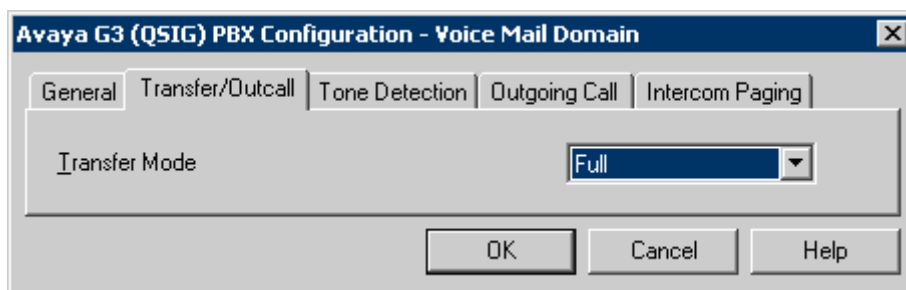 Avaya G3 (QSIG) PBX Configuration - Voice Mail Domain
General Transfer/Outcall Tone Detection Outgoing Call Intercom Paging
Transfer Mode Full
OK Cancel Help